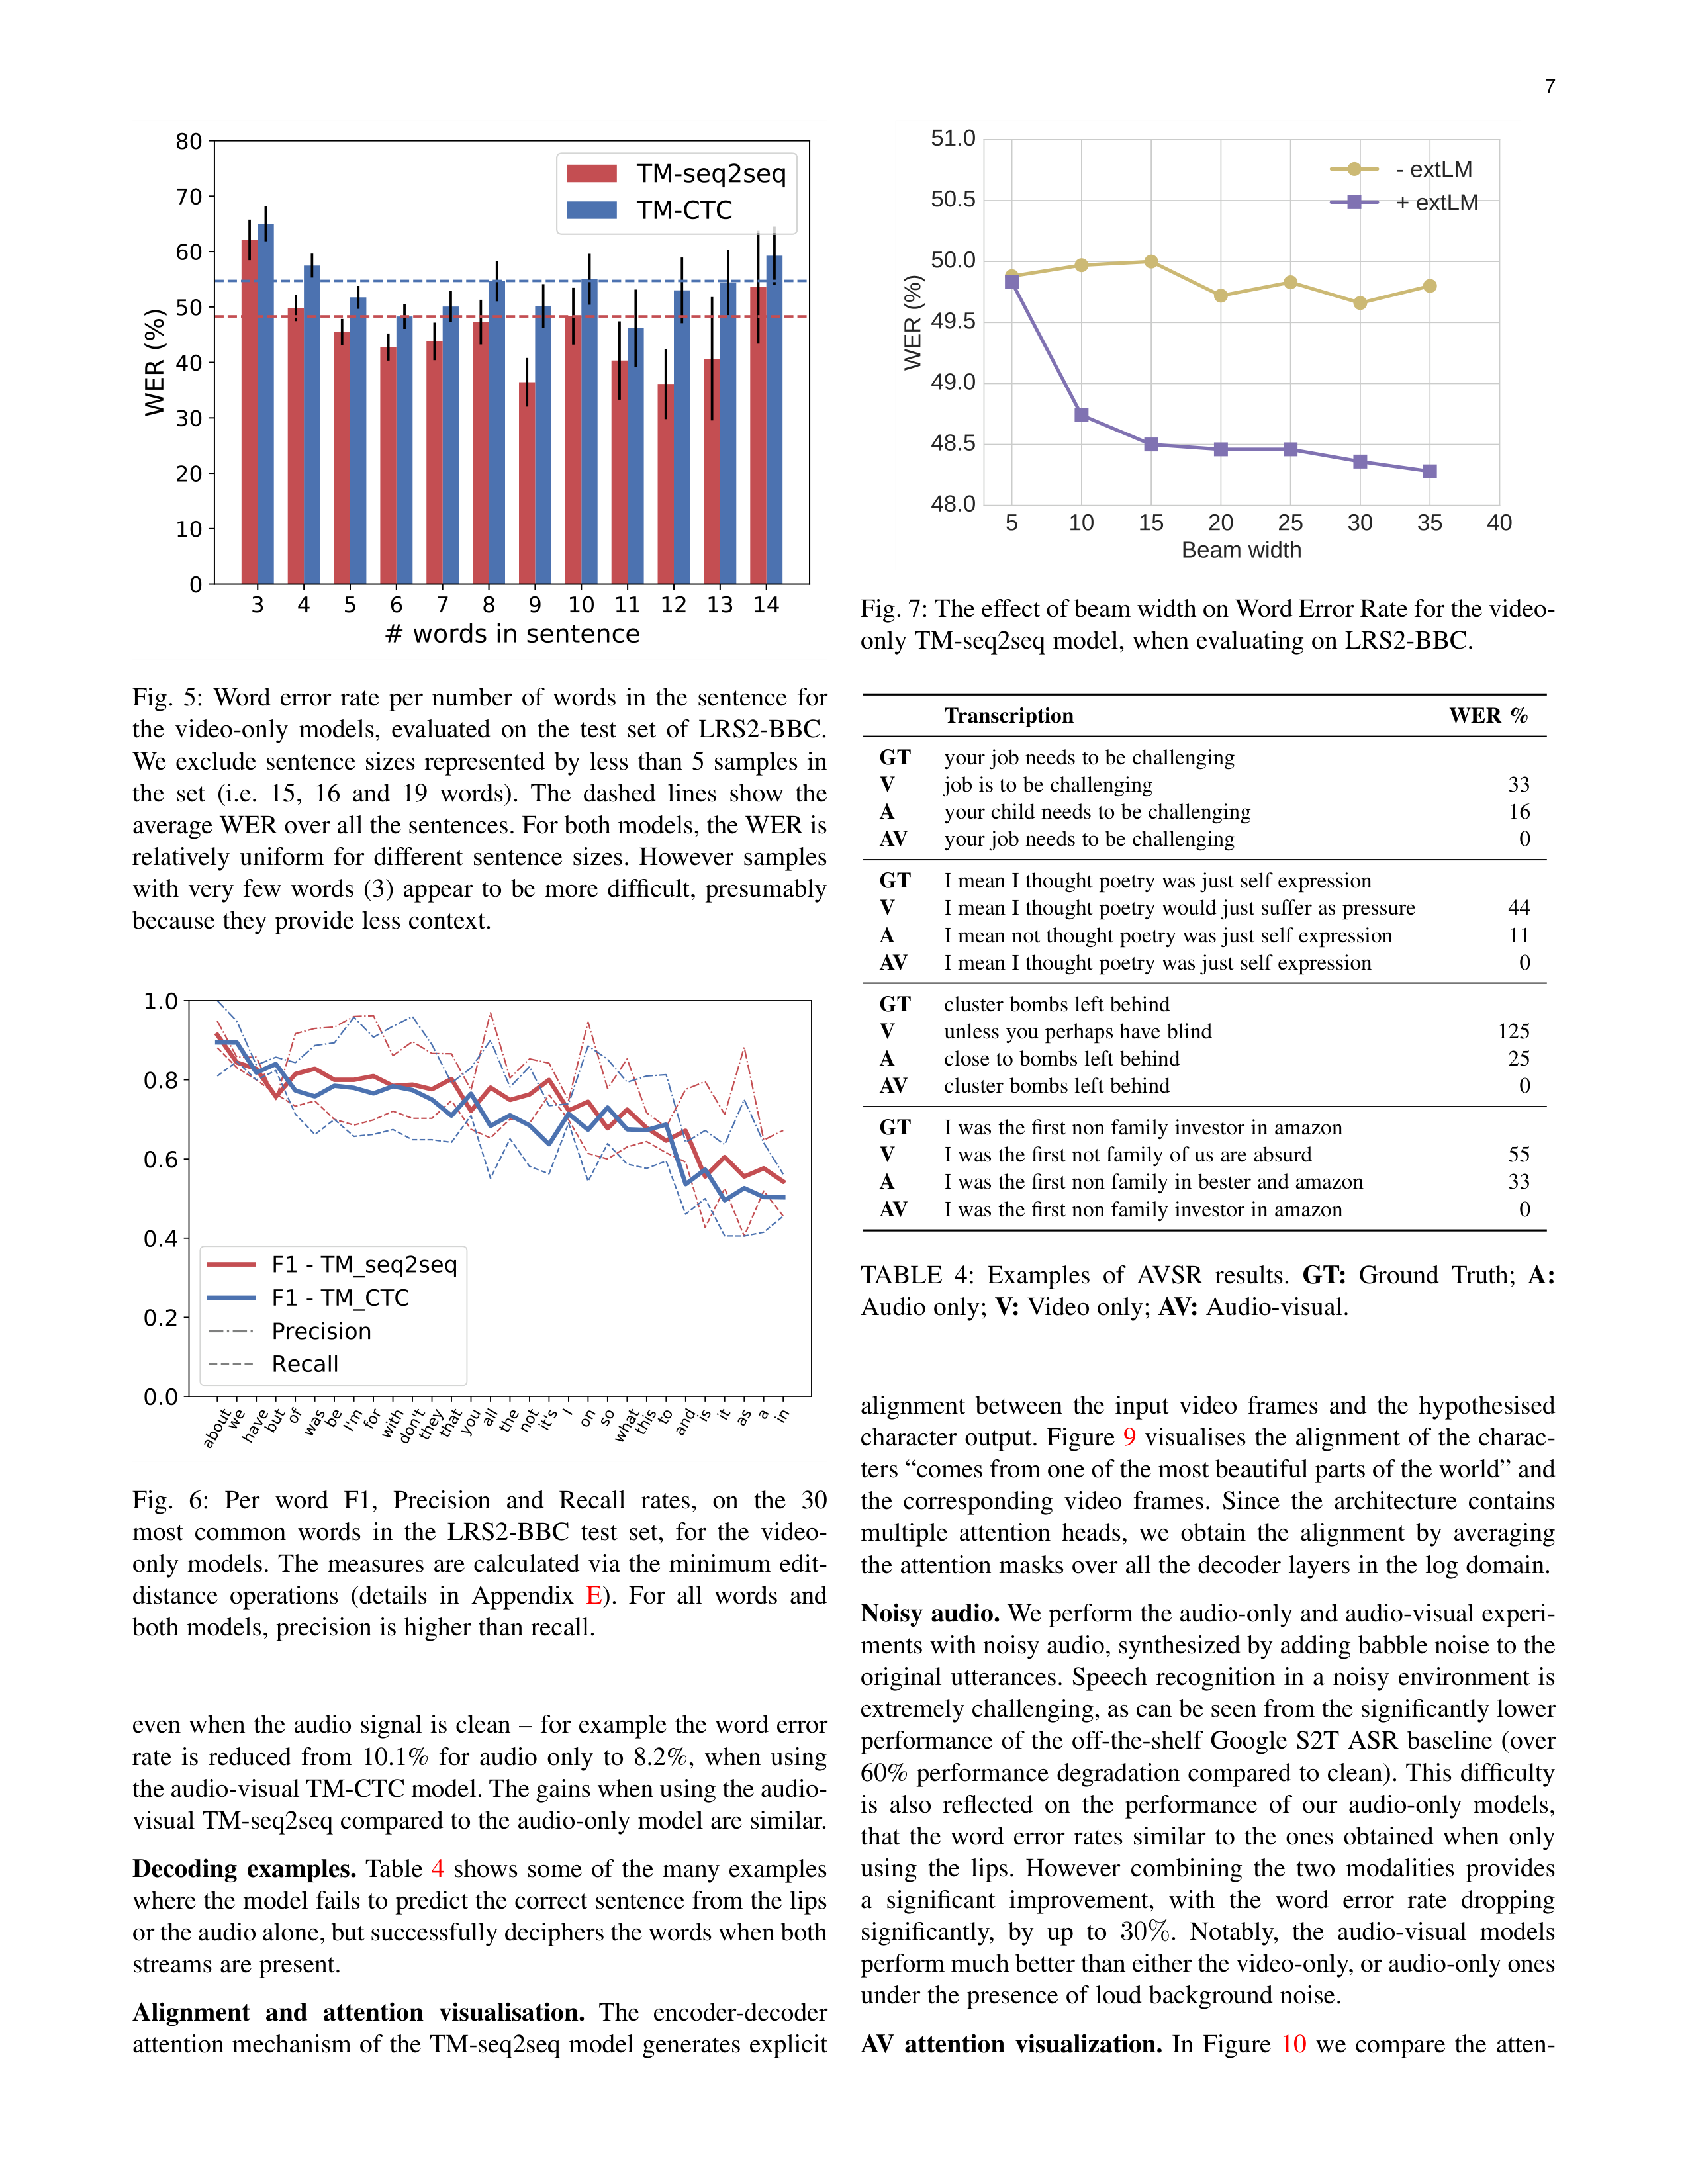 7
80
70
60
50
40
30
20
10
0
WER (%)
TM-seq2seq
TM-CTC
3 4 5 6 7 8 9 10 11 12 13 14
# words in sentence
Fig. 5: Word error rate per number of words in the sentence for
the video-only models, evaluated on the test set of LRS2-BBC.
We exclude sentence sizes represented by less than 5 samples in
the set (i.e. 15, 16 and 19 words). The dashed lines show the
average WER over all the sentences. For both models, the WER is
relatively uniform for different sentence sizes. However samples
with very few words (3) appear to be more difficult, presumably
because they provide less context.
1.0
0.8
0.6
0.4
0.2
0.0
F1 - TM_seq2seq
F1 - TM_CTC
Precision
Recall
about we have but of was be I'm for with don't they that you all the not it's I on so what this to and is it as a in
Fig. 6: Per word F1, Precision and Recall rates, on the 30
most common words in the LRS2-BBC test set, for the video-
only models. The measures are calculated via the minimum edit-
distance operations (details in Appendix E). For all words and
both models, precision is higher than recall.
even when the audio signal is clean – for example the word error
rate is reduced from 10.1% for audio only to 8.2%, when using
the audio-visual TM-CTC model. The gains when using the audio-
visual TM-seq2seq compared to the audio-only model are similar.
Decoding examples. Table 4 shows some of the many examples
where the model fails to predict the correct sentence from the lips
or the audio alone, but successfully deciphers the words when both
streams are present.
Alignment and attention visualisation. The encoder-decoder
attention mechanism of the TM-seq2seq model generates explicit
51.0
50.5
50.0
49.5
49.0
48.5
48.0
WER (%)
- extLM
+ extLM
5 10 15 20 25 30 35 40
Beam width
Fig. 7: The effect of beam width on Word Error Rate for the video-
only TM-seq2seq model, when evaluating on LRS2-BBC.
Transcription WER %
GT your job needs to be challenging
V job is to be challenging 33
A your child needs to be challenging 16
AV your job needs to be challenging 0
GT I mean I thought poetry was just self expression
V I mean I thought poetry would just suffer as pressure 44
A I mean not thought poetry was just self expression 11
AV I mean I thought poetry was just self expression 0
GT cluster bombs left behind
V unless you perhaps have blind 125
A close to bombs left behind 25
AV cluster bombs left behind 0
GT I was the first non family investor in amazon
V I was the first not family of us are absurd 55
A I was the first non family in bester and amazon 33
AV I was the first non family investor in amazon 0
TABLE 4: Examples of AVSR results. GT: Ground Truth; A:
Audio only; V: Video only; AV: Audio-visual.
alignment between the input video frames and the hypothesised
character output. Figure 9 visualises the alignment of the charac-
ters “comes from one of the most beautiful parts of the world” and
the corresponding video frames. Since the architecture contains
multiple attention heads, we obtain the alignment by averaging
the attention masks over all the decoder layers in the log domain.
Noisy audio. We perform the audio-only and audio-visual experi-
ments with noisy audio, synthesized by adding babble noise to the
original utterances. Speech recognition in a noisy environment is
extremely challenging, as can be seen from the significantly lower
performance of the off-the-shelf Google S2T ASR baseline (over
60% performance degradation compared to clean). This difficulty
is also reflected on the performance of our audio-only models,
that the word error rates similar to the ones obtained when only
using the lips. However combining the two modalities provides
a significant improvement, with the word error rate dropping
significantly, by up to 30%. Notably, the audio-visual models
perform much better than either the video-only, or audio-only ones
under the presence of loud background noise.
AV attention visualization. In Figure 10 we compare the atten-